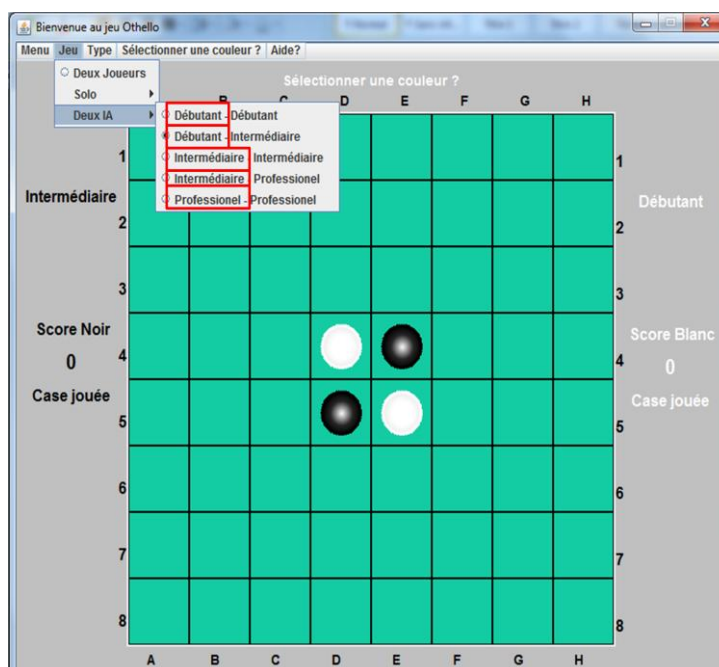 Bienvenue au jeu Othello
Menu Jeu Type Sélectionner une couleur ? Aide?
Deux Joueurs
Solo
Deux IA
Sélectionner une couleur ?
B C D E F G H
Débutant - Débutant
Débutant - Intermédiaire
Intermédiaire - Intermédiaire
Intermédiaire - Professionel
Professionel - Professionel
1 1
Intermédiaire Débutant
2 2
3 3
Score Noir Score Blanc
0 4 4 0
Case jouée Case jouée
5 5
6 6
7 7
8 8
A B C D E F G H